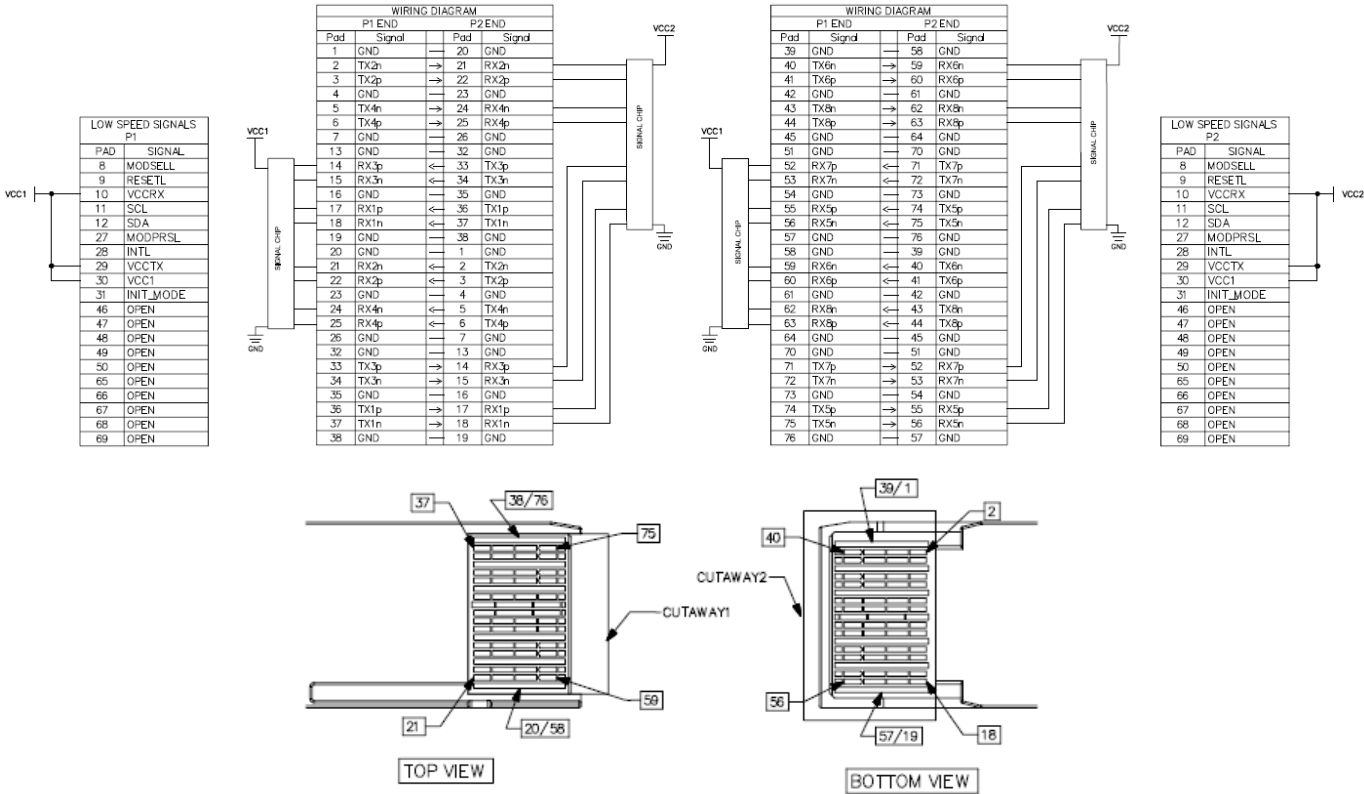 WIRING DIAGRAM
P1 END P2 END
Pad Signal Pad Signal
1 GND 20 GND
2 TX2n → 21 RX2n
3 TX2p → 22 RX2p
4 GND 23 GND
5 TX4n → 24 RX4n
6 TX4p → 25 RX4p
7 GND 26 GND
13 GND 32 GND
14 RX3p ← 33 TX3p
15 RX3n ← 34 TX3n
16 GND 35 GND
17 RX1p ← 36 TX1p
18 RX1n ← 37 TX1n
19 GND 38 GND
20 GND 1 GND
21 RX2n ← 2 TX2n
22 RX2p ← 3 TX2p
23 GND 4 GND
24 RX4n ← 5 TX4n
25 RX4p ← 6 TX4p
26 GND 7 GND
32 GND 13 GND
33 TX3p → 14 RX3p
34 TX3n → 15 RX3n
35 GND 16 GND
36 TX1p → 17 RX1p
37 TX1n → 18 RX1n
38 GND 19 GND
VCC2
SIGNAL CHIP
GND
VCC1
SIGNAL CHIP
GND
LOW SPEED SIGNALS
P1
PAD SIGNAL
8 MODSELL
9 RESETL
10 VCCRX
11 SCL
12 SDA
27 MODPRSL
28 INTL
29 VCCTX
30 VCC1
31 INIT_MODE
46 OPEN
47 OPEN
48 OPEN
49 OPEN
50 OPEN
65 OPEN
66 OPEN
67 OPEN
68 OPEN
69 OPEN
VCC1
WIRING DIAGRAM
P1 END P2 END
Pad Signal Pad Signal
39 GND 58 GND
40 TX6n → 59 RX6n
41 TX6p → 60 RX6p
42 GND 61 GND
43 TX8n → 62 RX8n
44 TX8p → 63 RX8p
45 GND 64 GND
51 GND 70 GND
52 RX7p ← 71 TX7p
53 RX7n ← 72 TX7n
54 GND 73 GND
55 RX5p ← 74 TX5p
56 RX5n ← 75 TX5n
57 GND 76 GND
58 GND 39 GND
59 RX6n ← 40 TX6n
60 RX6p ← 41 TX6p
61 GND 42 GND
62 RX8n ← 43 TX8n
63 RX8p ← 44 TX8p
64 GND 45 GND
70 GND 51 GND
71 TX7p → 52 RX7p
72 TX7n → 53 RX7n
73 GND 54 GND
74 TX5p → 55 RX5p
75 TX5n → 56 RX5n
76 GND 57 GND
VCC2
SIGNAL CHIP
GND
VCC1
SIGNAL CHIP
GND
LOW SPEED SIGNALS
P2
PAD SIGNAL
8 MODSELL
9 RESETL
10 VCCRX
11 SCL
12 SDA
27 MODPRSL
28 INTL
29 VCCTX
30 VCC1
31 INIT_MODE
46 OPEN
47 OPEN
48 OPEN
49 OPEN
50 OPEN
65 OPEN
66 OPEN
67 OPEN
68 OPEN
69 OPEN
VCC2
37
38/76
75
CUTAWAY1
59
21
20/58
TOP VIEW
39/1
2
40
CUTAWAY2
56
57/19
18
BOTTOM VIEW